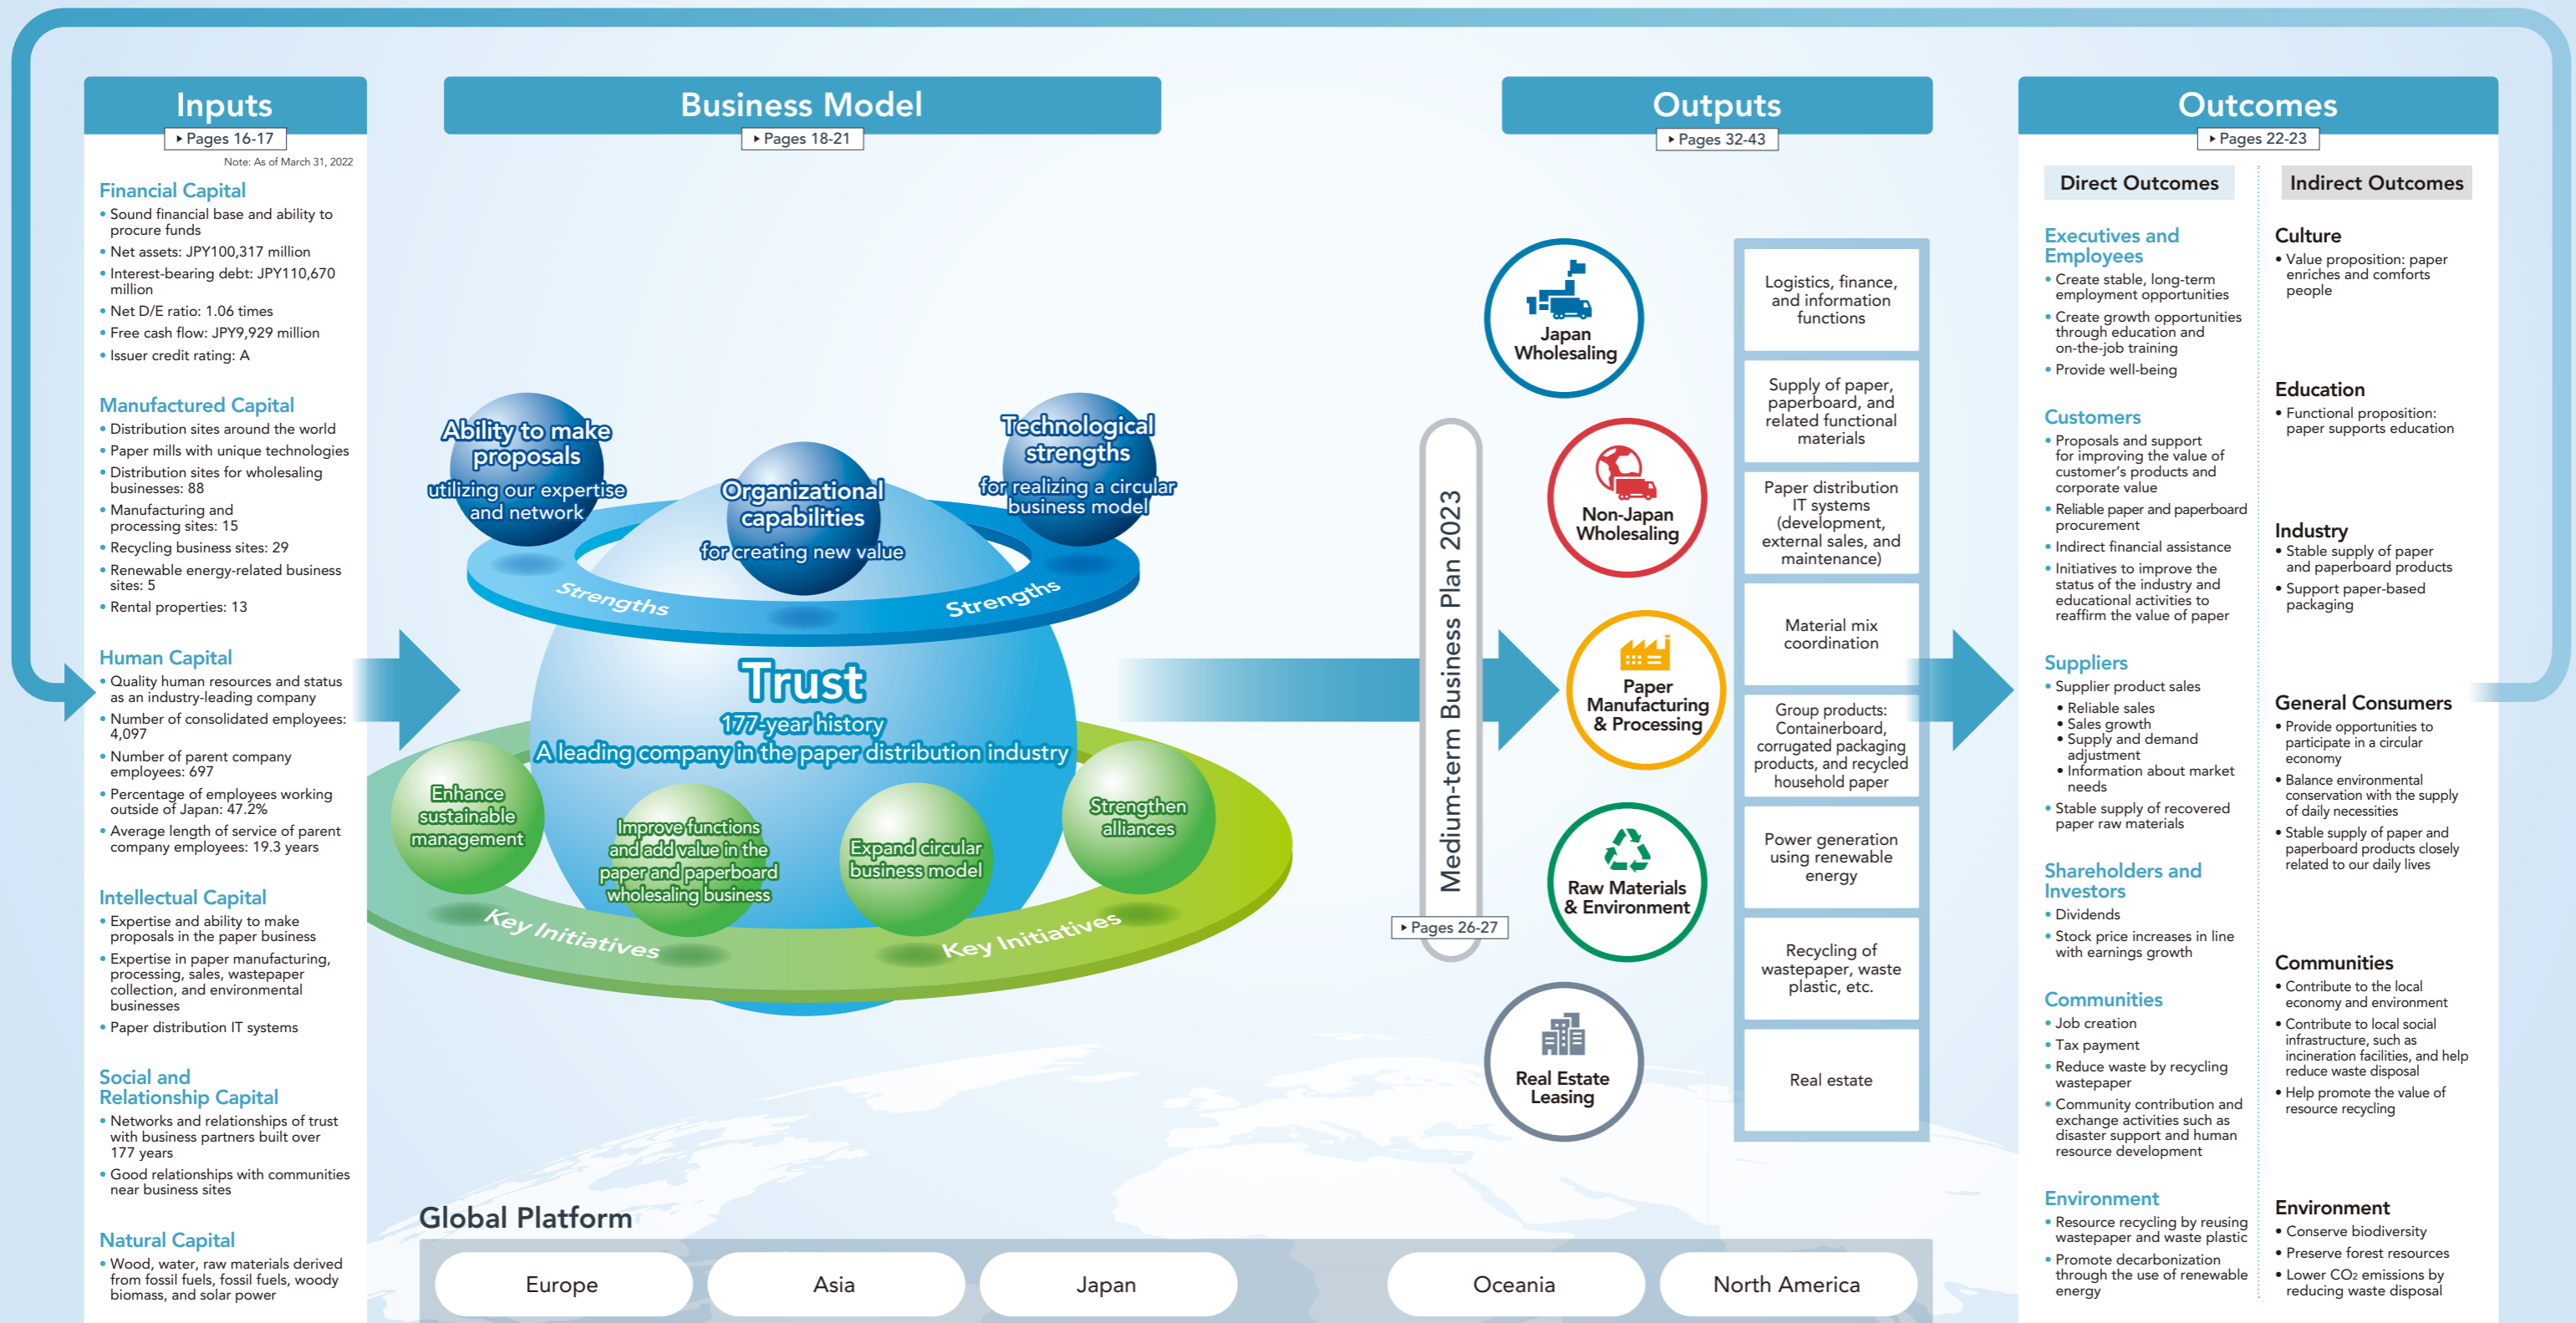 Inputs
▸ Pages 16-17
Note: As of March 31, 2022
Financial Capital
• Sound financial base and ability to
procure funds
• Net assets: JPY100,317 million
• Interest-bearing debt: JPY110,670
million
• Net D/E ratio: 1.06 times
• Free cash flow: JPY9,929 million
• Issuer credit rating: A
Manufactured Capital
• Distribution sites around the world
• Paper mills with unique technologies
• Distribution sites for wholesaling
businesses: 88
• Manufacturing and
processing sites: 15
• Recycling business sites: 29
• Renewable energy-related business
sites: 5
• Rental properties: 13
Human Capital
• Quality human resources and status
as an industry-leading company
• Number of consolidated employees:
4,097
• Number of parent company
employees: 697
• Percentage of employees working
outside of Japan: 47.2%
• Average length of service of parent
company employees: 19.3 years
Intellectual Capital
• Expertise and ability to make
proposals in the paper business
• Expertise in paper manufacturing,
processing, sales, wastepaper
collection, and environmental
businesses
• Paper distribution IT systems
Social and
Relationship Capital
• Networks and relationships of trust
with business partners built over
177 years
• Good relationships with communities
near business sites
Natural Capital
• Wood, water, raw materials derived
from fossil fuels, fossil fuels, woody
biomass, and solar power
Business Model
▸ Pages 18-21
Ability to make
proposals
utilizing our expertise
and network
Organizational
capabilities
for creating new value
Technological
strengths
for realizing a circular
business model
Strengths
Strengths
Trust
177-year history
A leading company in the paper distribution industry
Enhance
sustainable
management
Improve functions
and add value in the
paper and paperboard
wholesaling business
Expand circular
business model
Strengthen
alliances
Key Initiatives
Key Initiatives
Medium-term Business Plan 2023
▸ Pages 26-27
Outputs
▸ Pages 32-43
Japan
Wholesaling
Non-Japan
Wholesaling
Paper
Manufacturing
& Processing
Raw Materials
& Environment
Real Estate
Leasing
Logistics, finance,
and information
functions
Supply of paper,
paperboard, and
related functional
materials
Paper distribution
IT systems
(development,
external sales, and
maintenance)
Material mix
coordination
Group products:
Containerboard,
corrugated packaging
products, and recycled
household paper
Power generation
using renewable
energy
Recycling of
wastepaper, waste
plastic, etc.
Real estate
Global Platform
Europe
Asia
Japan
Oceania
North America
Outcomes
▸ Pages 22-23
Direct Outcomes
Executives and
Employees
• Create stable, long-term
employment opportunities
• Create growth opportunities
through education and
on-the-job training
• Provide well-being
Customers
• Proposals and support
for improving the value of
customer's products and
corporate value
• Reliable paper and paperboard
procurement
• Indirect financial assistance
• Initiatives to improve the
status of the industry and
educational activities to
reaffirm the value of paper
Suppliers
• Supplier product sales
• Reliable sales
• Sales growth
• Supply and demand
adjustment
• Information about market
needs
• Stable supply of recovered
paper raw materials
Shareholders and
Investors
• Dividends
• Stock price increases in line
with earnings growth
Communities
• Job creation
• Tax payment
• Reduce waste by recycling
wastepaper
• Community contribution and
exchange activities such as
disaster support and human
resource development
Environment
• Resource recycling by reusing
wastepaper and waste plastic
• Promote decarbonization
through the use of renewable
energy
Indirect Outcomes
Culture
• Value proposition: paper
enriches and comforts
people
Education
• Functional proposition:
paper supports education
Industry
• Stable supply of paper
and paperboard products
• Support paper-based
packaging
General Consumers
• Provide opportunities to
participate in a circular
economy
• Balance environmental
conservation with the supply
of daily necessities
• Stable supply of paper and
paperboard products closely
related to our daily lives
Communities
• Contribute to the local
economy and environment
• Contribute to local social
infrastructure, such as
incineration facilities, and help
reduce waste disposal
• Help promote the value of
resource recycling
Environment
• Conserve biodiversity
• Preserve forest resources
• Lower CO2 emissions by
reducing waste disposal